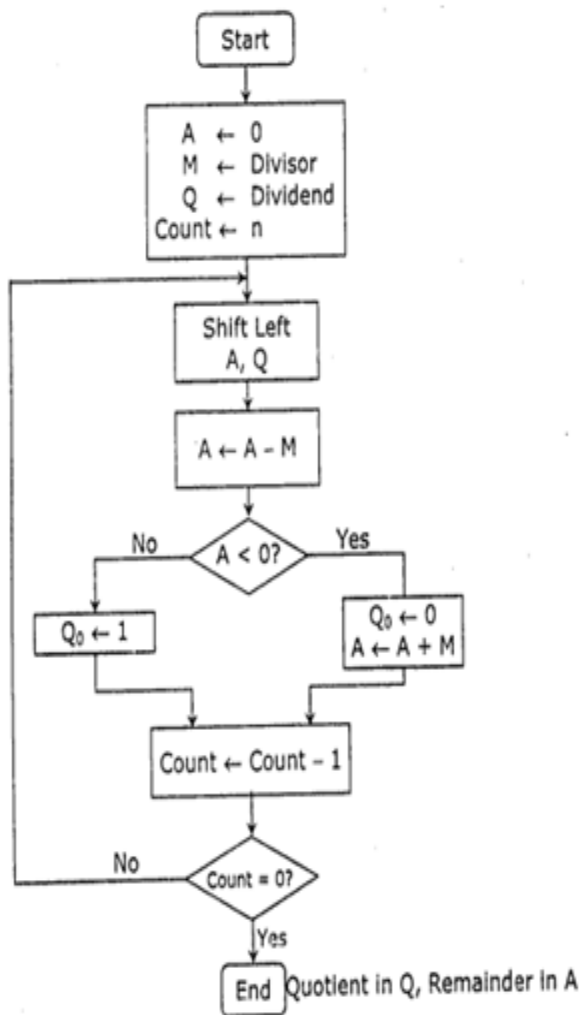 Start
A ← 0
M ← Divisor
Q ← Dividend
Count ← n
Shift Left
A, Q
A ← A – M
No
A < 0?
Yes
Q₀ ← 1
Q₀ ← 0
A ← A + M
Count ← Count – 1
No
Count = 0?
Yes
End Quotient in Q, Remainder in A